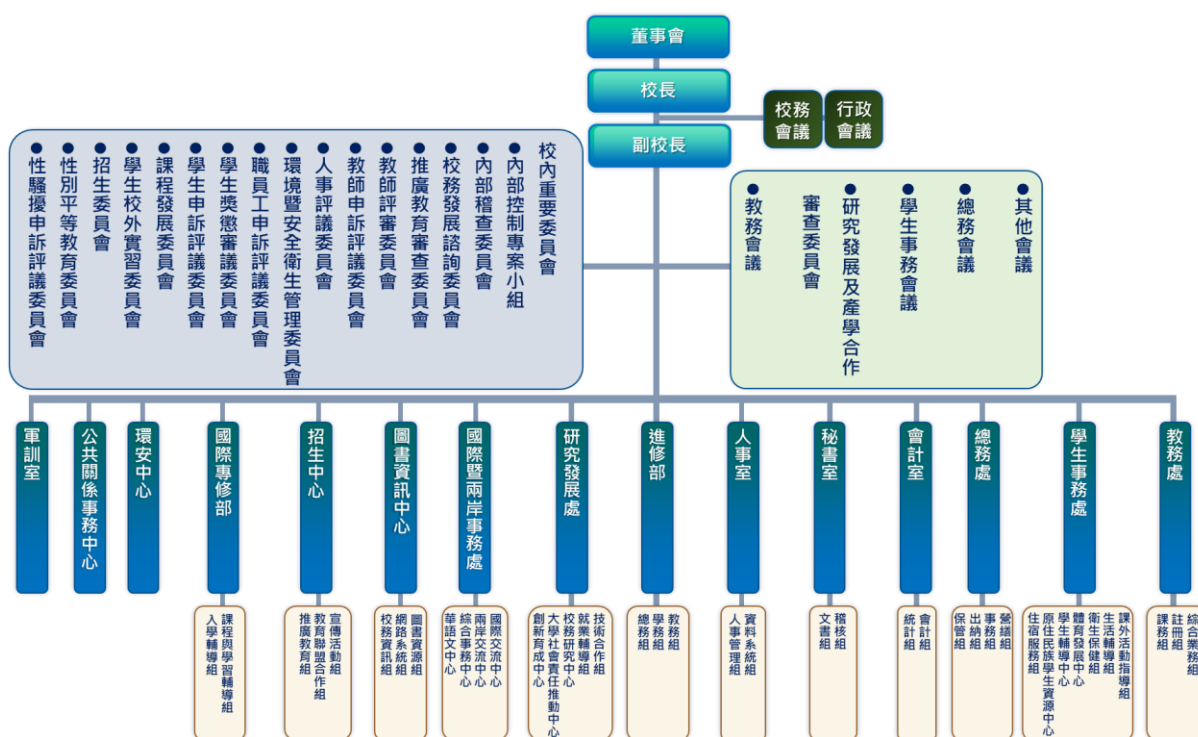 董事會
校長
校務
會議
行政
會議
副校長
校內重要委員會
●內部控制專案小組
●內部稽查委員會
●校務發展諮詢委員會
●推廣教育審查委員會
●教師評審委員會
●教師申訴評議委員會
●人事評議委員會
●環境暨安全衛生管理委員會
●職員工申訴評議委員會
●學生獎懲審議委員會
●學生申訴評議委員會
●課程發展委員會
●學生校外實習委員會
●招生委員會
●性別平等教育委員會
●性騷擾申訴評議委員會
●其他會議
●總務會議
●學生事務會議
●研究發展及產學合作
審查委員會
●教務會議
教務處
學生事務處
總務處
會計室
秘書室
人事室
進修部
研究發展處
國際暨兩岸事務處
圖書資訊中心
招生中心
國際專修部
環安中心
公共關係事務中心
軍訓室
綜合業務組
註冊組
課務組
課外活動指導組
生活輔導組
衛生保健組
體育發展中心
學生輔導中心
原住民族學生資源中心
住宿服務組
營繕組
事務組
出納組
保管組
會計組
統計組
稽核組
文書組
資料系統組
人事管理組
教務組
學務組
總務組
技術合作組
就業輔導組
校務研究中心
大學社會責任推動中心
創新育成中心
國際交流中心
兩岸交流中心
綜合事務中心
華語文中心
圖書資源組
網路系統組
校務資訊組
宣傳活動組
教育聯盟合作組
推廣教育組
課程與學習輔導組
入學輔導組